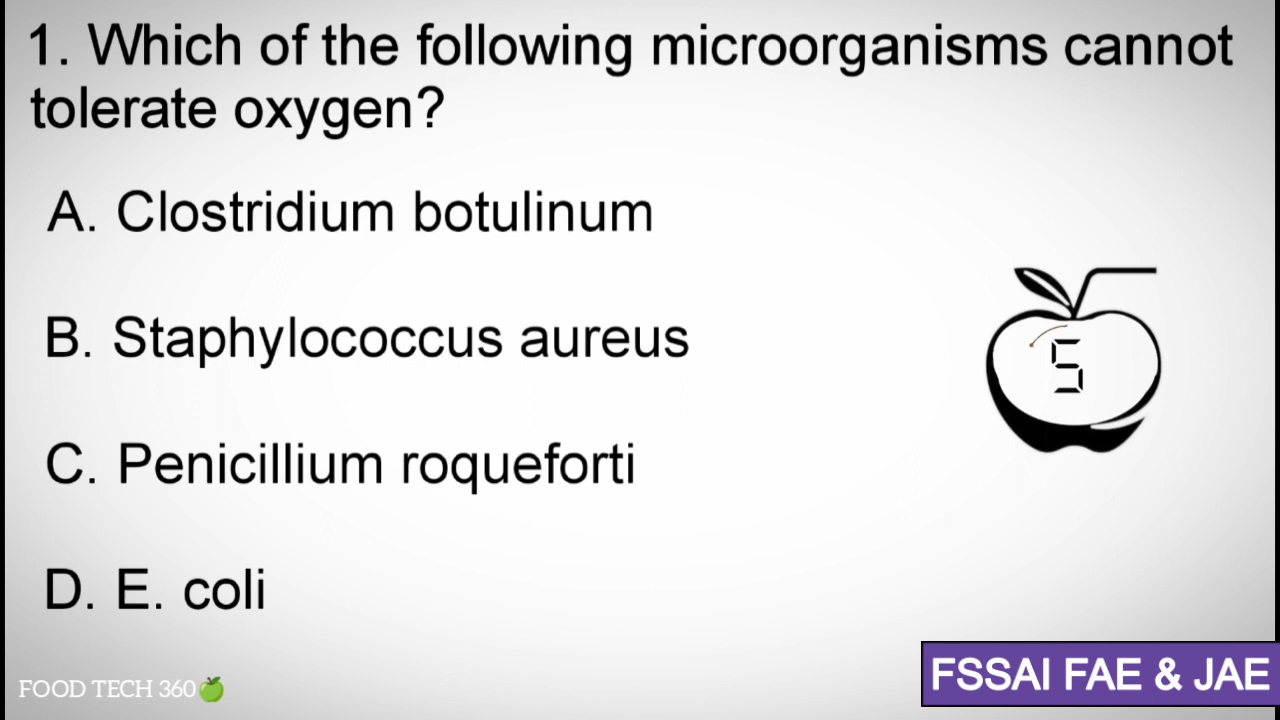 1. Which of the following microorganisms cannot
tolerate oxygen?
A. Clostridium botulinum
B. Staphylococcus aureus
5
C. Penicillium roqueforti
D. E. coli
FSSAI FAE & JAE
FOOD TECH 360